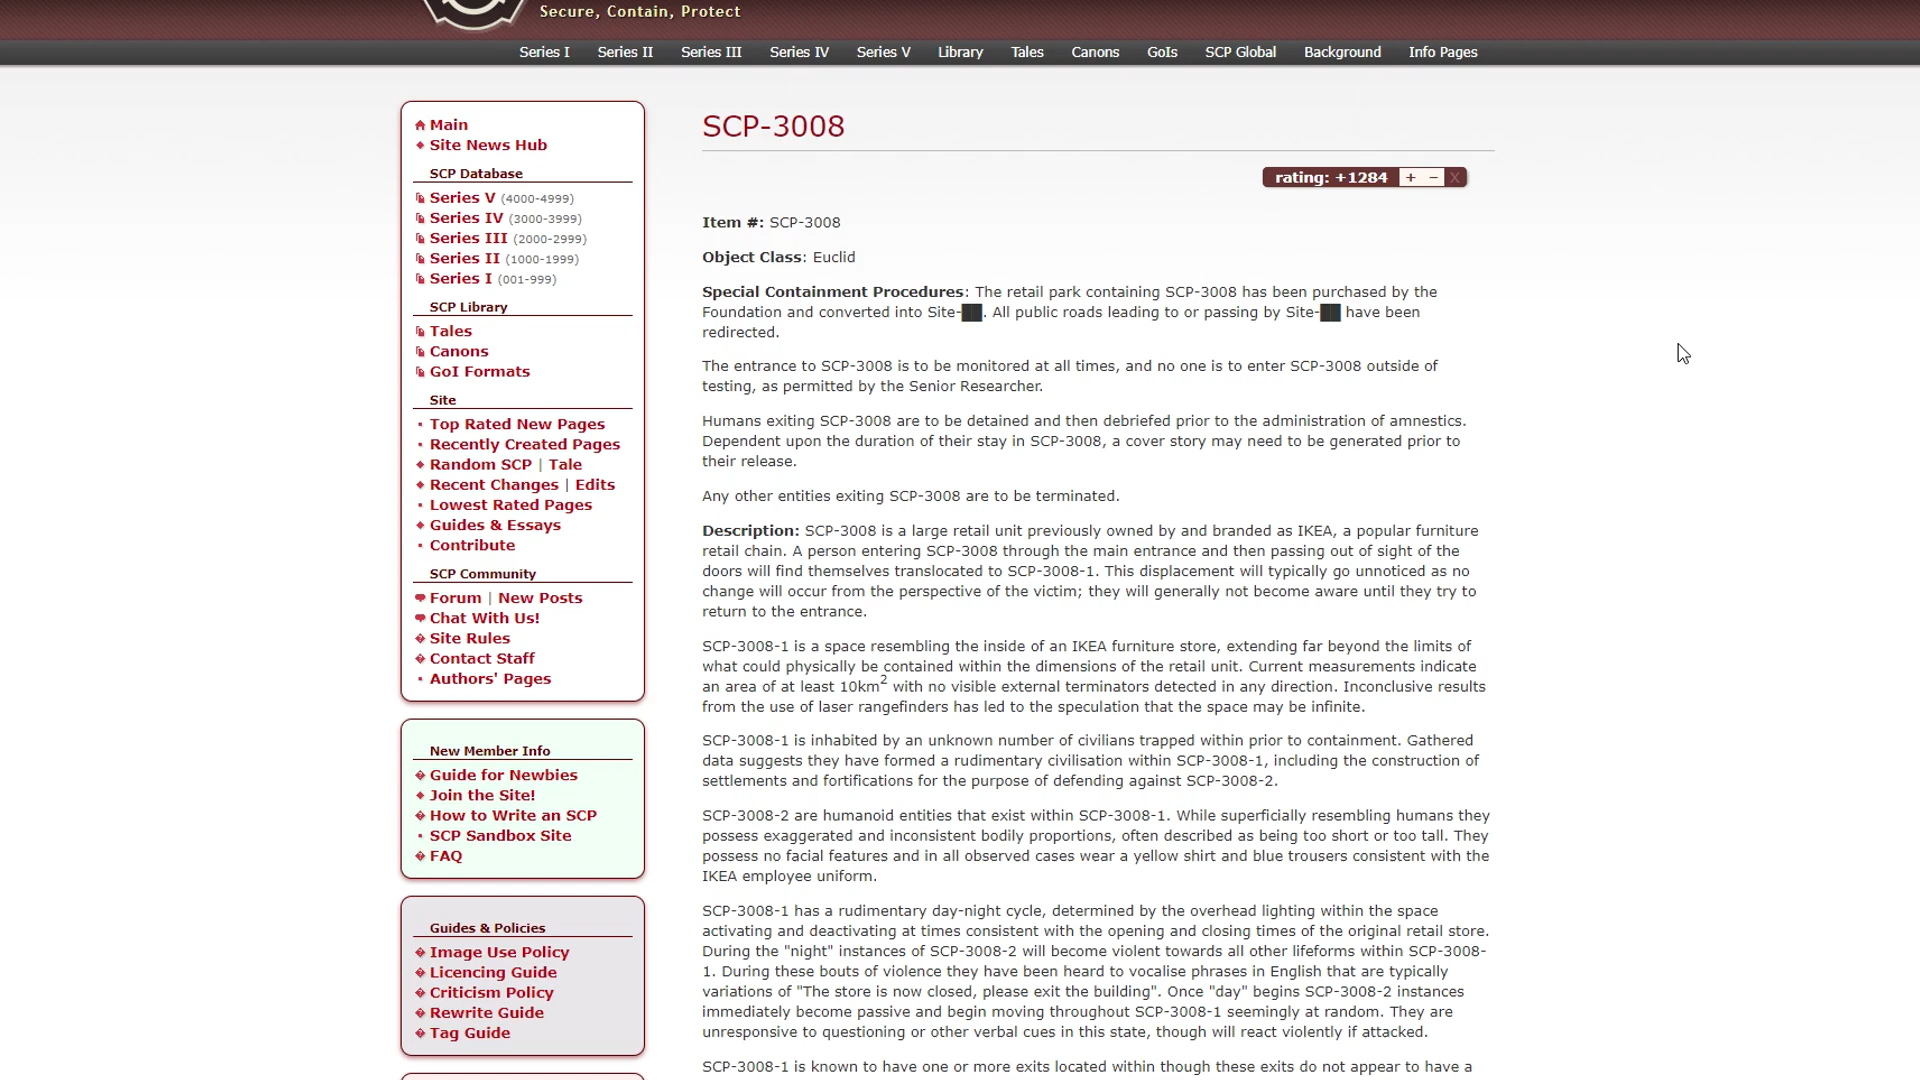 Secure, Contain, Protect
Series I Series II Series III Series IV Series V Library Tales Canons GoIs SCP Global Background Info Pages
Main
Site News Hub
SCP Database
Series V (4000-4999)
Series IV (3000-3999)
Series III (2000-2999)
Series II (1000-1999)
Series I (001-999)
SCP Library
Tales
Canons
GoI Formats
Site
Top Rated New Pages
Recently Created Pages
Random SCP | Tale
Recent Changes | Edits
Lowest Rated Pages
Guides & Essays
Contribute
SCP Community
Forum | New Posts
Chat With Us!
Site Rules
Contact Staff
Authors' Pages
New Member Info
Guide for Newbies
Join the Site!
How to Write an SCP
SCP Sandbox Site
FAQ
Guides & Policies
Image Use Policy
Licencing Guide
Criticism Policy
Rewrite Guide
Tag Guide
SCP-3008
rating: +1284 + – X
Item #: SCP-3008
Object Class: Euclid
Special Containment Procedures: The retail park containing SCP-3008 has been purchased by the
Foundation and converted into Site-██. All public roads leading to or passing by Site-██ have been
redirected.
The entrance to SCP-3008 is to be monitored at all times, and no one is to enter SCP-3008 outside of
testing, as permitted by the Senior Researcher.
Humans exiting SCP-3008 are to be detained and then debriefed prior to the administration of amnestics.
Dependent upon the duration of their stay in SCP-3008, a cover story may need to be generated prior to
their release.
Any other entities exiting SCP-3008 are to be terminated.
Description: SCP-3008 is a large retail unit previously owned by and branded as IKEA, a popular furniture
retail chain. A person entering SCP-3008 through the main entrance and then passing out of sight of the
doors will find themselves translocated to SCP-3008-1. This displacement will typically go unnoticed as no
change will occur from the perspective of the victim; they will generally not become aware until they try to
return to the entrance.
SCP-3008-1 is a space resembling the inside of an IKEA furniture store, extending far beyond the limits of
what could physically be contained within the dimensions of the retail unit. Current measurements indicate
an area of at least 10km² with no visible external terminators detected in any direction. Inconclusive results
from the use of laser rangefinders has led to the speculation that the space may be infinite.
SCP-3008-1 is inhabited by an unknown number of civilians trapped within prior to containment. Gathered
data suggests they have formed a rudimentary civilisation within SCP-3008-1, including the construction of
settlements and fortifications for the purpose of defending against SCP-3008-2.
SCP-3008-2 are humanoid entities that exist within SCP-3008-1. While superficially resembling humans they
possess exaggerated and inconsistent bodily proportions, often described as being too short or too tall. They
possess no facial features and in all observed cases wear a yellow shirt and blue trousers consistent with the
IKEA employee uniform.
SCP-3008-1 has a rudimentary day-night cycle, determined by the overhead lighting within the space
activating and deactivating at times consistent with the opening and closing times of the original retail store.
During the "night" instances of SCP-3008-2 will become violent towards all other lifeforms within SCP-3008-
1. During these bouts of violence they have been heard to vocalise phrases in English that are typically
variations of "The store is now closed, please exit the building". Once "day" begins SCP-3008-2 instances
immediately become passive and begin moving throughout SCP-3008-1 seemingly at random. They are
unresponsive to questioning or other verbal cues in this state, though will react violently if attacked.
SCP-3008-1 is known to have one or more exits located within though these exits do not appear to have a